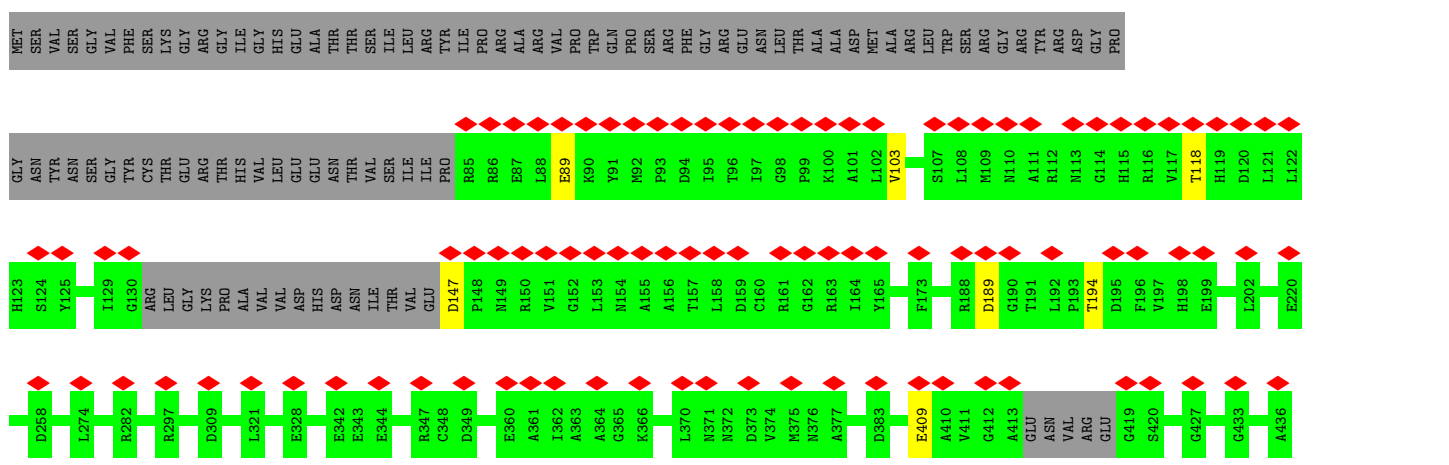 MET SER VAL SER GLY VAL PHE SER LYS GLY ARG GLY ILE GLY HIS GLU ALA THR THR SER ILE LEU ARG TYR ILE PRO ARG ALA ARG VAL PRO TRP GLN PRO SER ARG PHE GLY ARG GLU ASN LEU THR ALA ALA ASP MET ALA ARG LEU TRP SER ARG GLY ARG TYR ARG ASP GLY PRO
GLY ASN TYR ASN SER GLY TYR CYS THR GLU ARG THR HIS VAL LEU GLU GLU ASN THR VAL SER ILE ILE PRO R85 R86 E87 L88 E89 K90 Y91 M92 P93 D94 I95 T96 I97 G98 P99 K100 A101 L102 V103 S107 L108 M109 N110 A111 R112 N113 G114 H115 R116 V117 T118 H119 D120 L121 L122
H123 S124 Y125 I129 G130 ARG LEU GLY LYS PRO ALA VAL VAL ASP HIS ASP ASN ILE THR VAL GLU D147 P148 N149 R150 V151 G152 L153 N154 A155 A156 T157 L158 D159 C160 R161 G162 R163 I164 Y165 F173 R188 D189 G190 T191 L192 P193 T194 D195 F196 V197 H198 E199 L202 E220
D258 L274 R282 R297 D309 L321 E328 E342 E343 E344 R347 C348 D349 E360 A361 I362 A363 A364 G365 K366 L370 N371 N372 D373 V374 M375 N376 A377 D383 E409 A410 V411 G412 A413 GLU ASN VAL ARG GLU G419 S420 G427 G433 A436